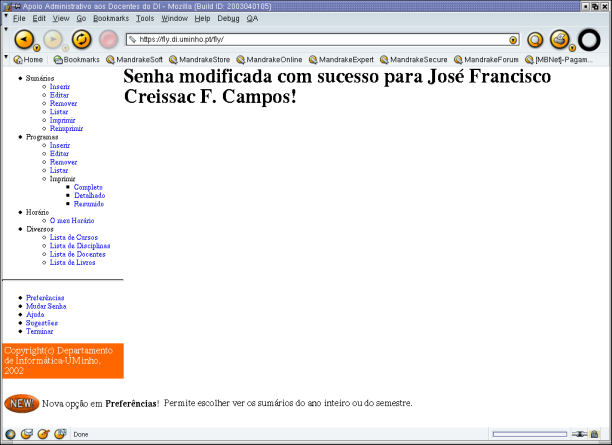 Apoio Administrativo aos Docentes do DI - Mozilla {Build ID: 2003040105}
File Edit View Go Bookmarks Tools Window Help Debug QA
https://fly.di.uminho.pt/fly/
Home Bookmarks MandrakeSoft MandrakeStore MandrakeOnline MandrakeExpert MandrakeSecure MandrakeForum [MBNet]-Pagam...
Sumários
Inserir
Editar
Remover
Listar
Imprimir
Reimprimir
Programas
Inserir
Editar
Remover
Listar
Imprimir
Completo
Detalhado
Resumido
Horário
O meu Horário
Diversos
Lista de Cursos
Lista de Disciplinas
Lista de Docentes
Lista de Livros
Preferências
Mudar Senha
Ajuda
Sugestões
Terminar
Copyright(c) Departamento
de Informática-UMinho,
2002
Senha modificada com sucesso para José Francisco
Creissac F. Campos!
NEW! Nova opção em Preferências! Permite escolher ver os sumários do ano inteiro ou do semestre.
Done